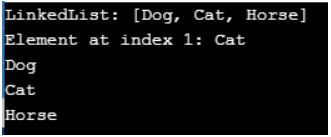 LinkedList: [Dog, Cat, Horse]
Element at index 1: Cat
Dog
Cat
Horse